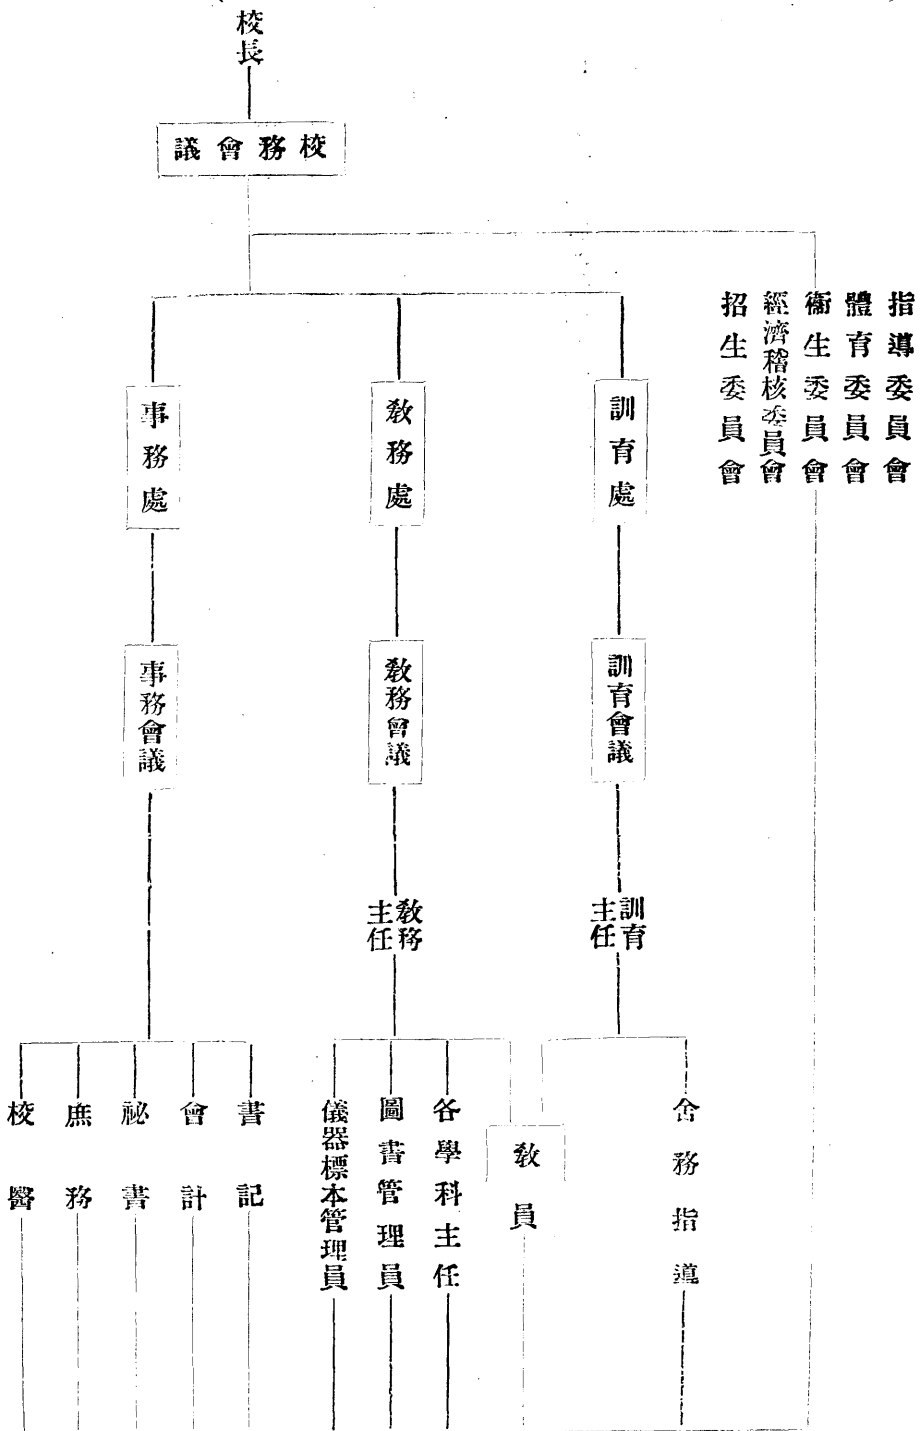 校長
校務會議
指導委員會
體育委員會
衞生委員會
經濟稽核委員會
招生委員會
訓育處
教務處
事務處
訓育會議
教務會議
事務會議
訓育
主任
教務
主任
舍務指導
教員
各學科主任
圖書管理員
儀器標本管理員
書記
會計
祕書
庶務
校醫